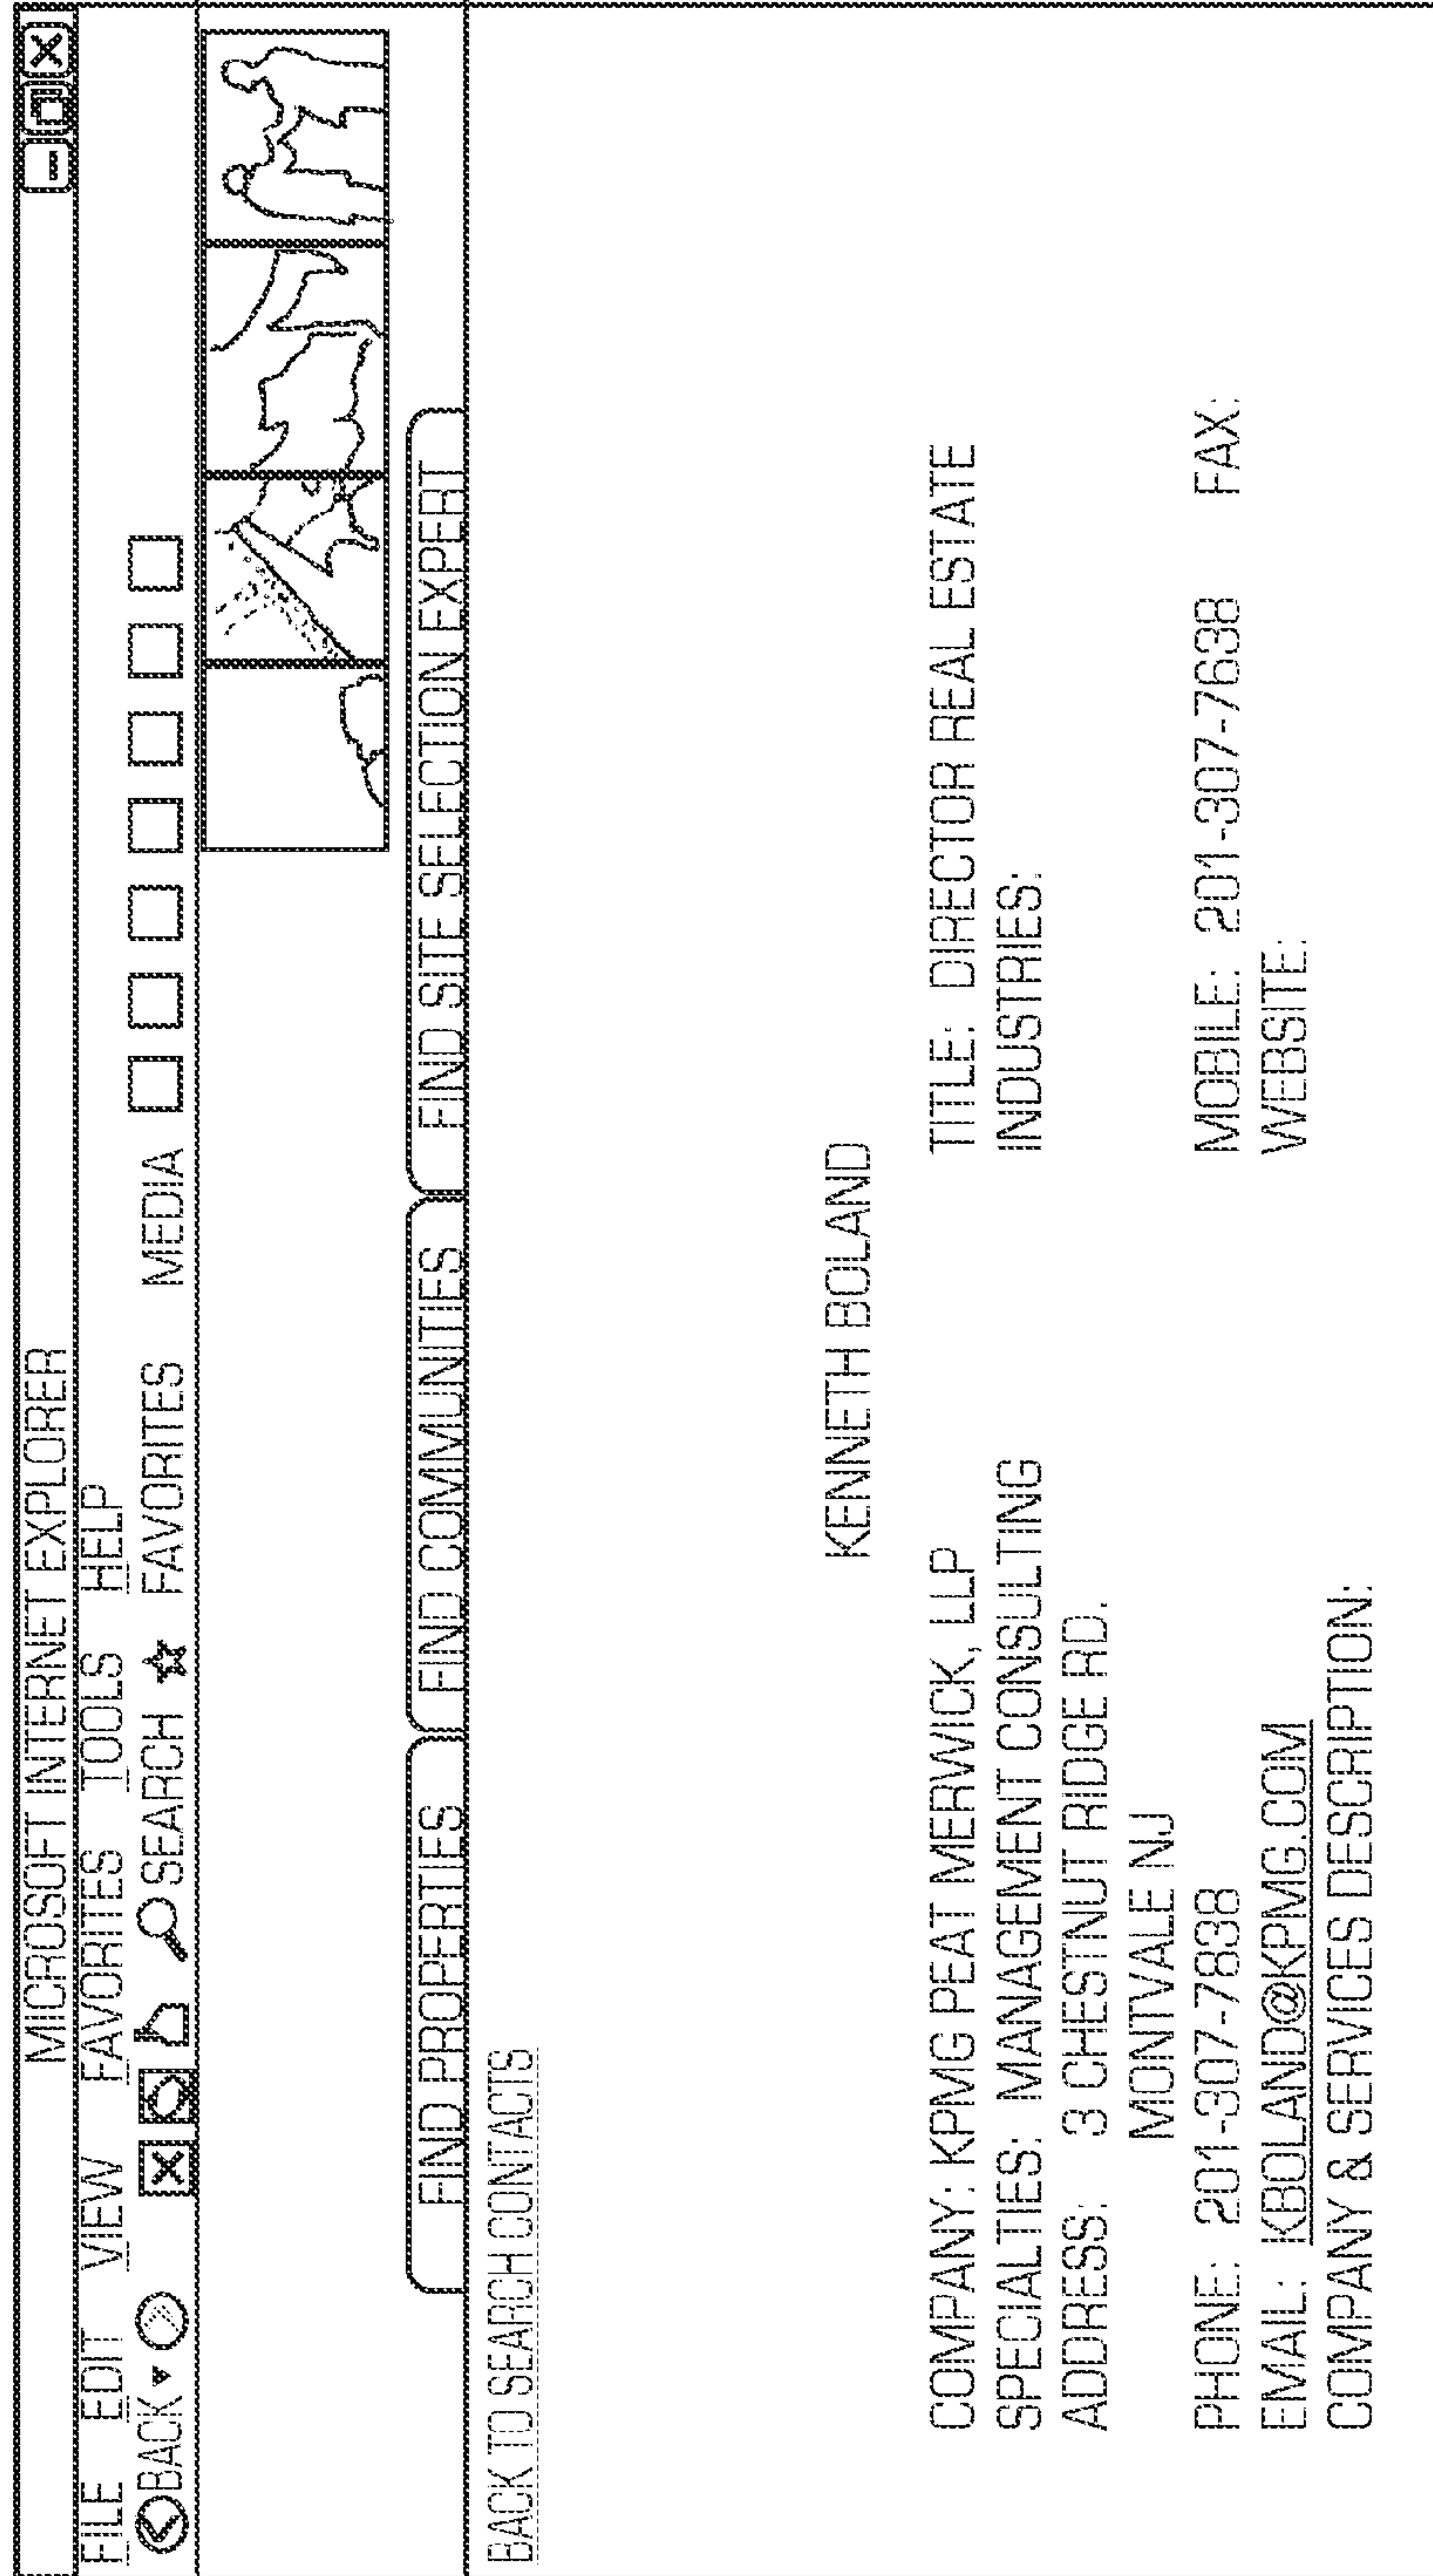 MICROSOFT INTERNET EXPLORER
FILE EDIT VIEW FAVORITES TOOLS HELP
BACK SEARCH FAVORITES MEDIA
FIND PROPERTIES FIND COMMUNITIES FIND SITE SELECTION EXPERT
BACK TO SEARCH CONTACTS
KENNETH BOLAND
COMPANY: KPMG PEAT MERWICK, LLP TITLE: DIRECTOR REAL ESTATE
SPECIALTIES: MANAGEMENT CONSULTING INDUSTRIES:
ADDRESS: 3 CHESTNUT RIDGE RD.
MONTVALE NJ
PHONE: 201-307-7838 MOBILE: 201-307-7638 FAX:
EMAIL: KBOLAND@KPMG.COM WEBSITE:
COMPANY & SERVICES DESCRIPTION: